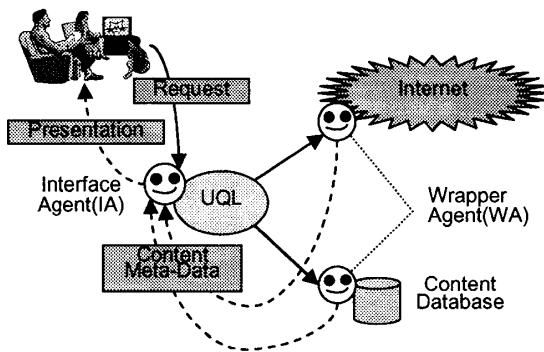 Request
Internet
Presentation
Interface
Agent(IA)
UQL
Wrapper
Agent(WA)
Content
Meta-Data
Content
Database